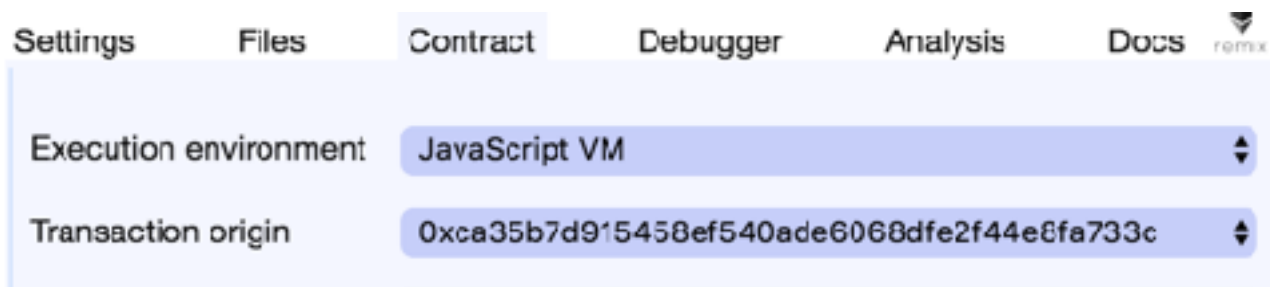 Settings Files Contract Debugger Analysis Docs remix
Execution environment JavaScript VM
Transaction origin 0xca35b7d915458ef540ade6068dfe2f44e8fa733c